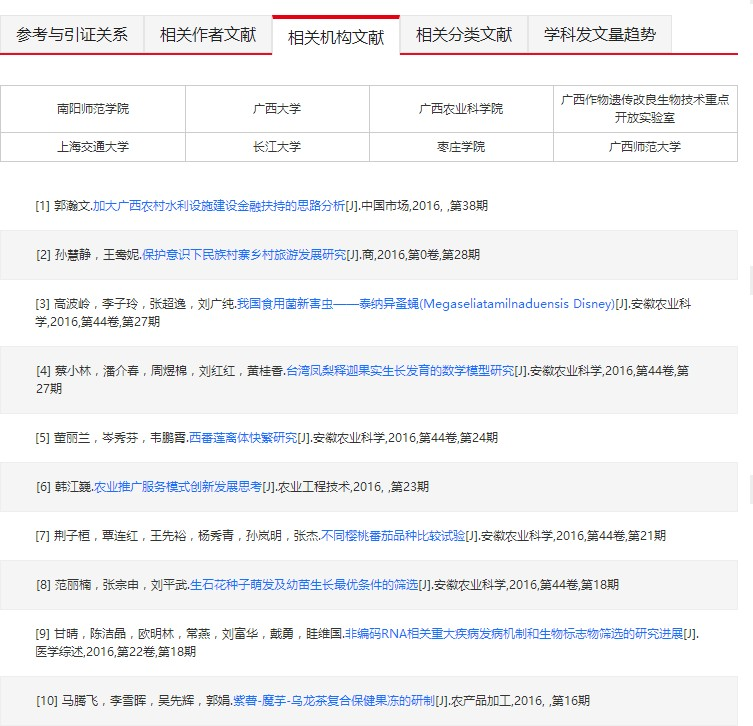 参考与引证关系 相关作者文献 相关机构文献 相关分类文献 学科发文量趋势
南阳师范学院 广西大学 广西农业科学院 广西作物遗传改良生物技术重点
开放实验室
上海交通大学 长江大学 枣庄学院 广西师范大学
[1] 郭瀚文.加大广西农村水利设施建设金融扶持的思路分析[J].中国市场,2016, ,第38期
[2] 孙慧静，王鸯妮.保护意识下民族村寨乡村旅游发展研究[J].商,2016,第0卷,第28期
[3] 高波岭，李子玲，张超逸，刘广纯.我国食用菌新害虫——泰纳异蚤蝇(Megaseliatamilnaduensis Disney)[J].安徽农业科
学,2016,第44卷,第27期
[4] 蔡小林，潘介春，周煜棉，刘红红，黄桂香.台湾凤梨释迦果实生长发育的数学模型研究[J].安徽农业科学,2016,第44卷,第
27期
[5] 董丽兰，岑秀芬，韦鹏霄.西番莲离体快繁研究[J].安徽农业科学,2016,第44卷,第24期
[6] 韩江巍.农业推广服务模式创新发展思考[J].农业工程技术,2016, ,第23期
[7] 荆子桓，覃连红，王先裕，杨秀青，孙岚明，张杰.不同樱桃番茄品种比较试验[J].安徽农业科学,2016,第44卷,第21期
[8] 范丽楠，张宗申，刘平武.生石花种子萌发及幼苗生长最优条件的筛选[J].安徽农业科学,2016,第44卷,第18期
[9] 甘晴，陈洁晶，欧明林，常燕，刘富华，戴勇，眭维国.非编码RNA相关重大疾病发病机制和生物标志物筛选的研究进展[J].
医学综述,2016,第22卷,第18期
[10] 马腾飞，李雪晖，吴先辉，郭娟.紫薯-魔芋-乌龙茶复合保健果冻的研制[J].农产品加工,2016, ,第16期